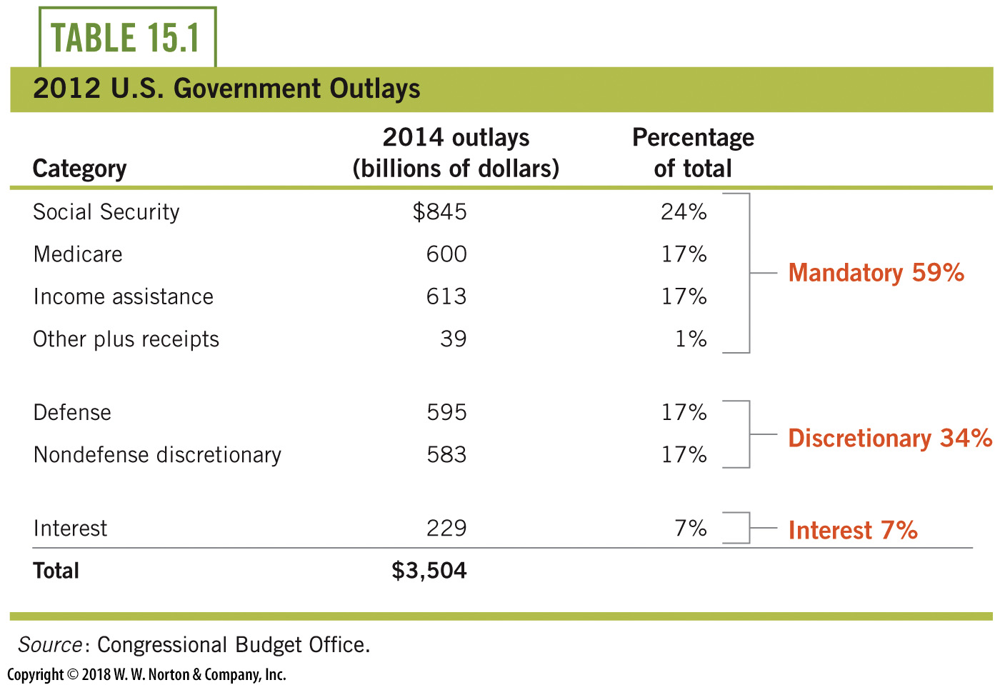 TABLE 15.1
2012 U.S. Government Outlays
Category 2014 outlays (billions of dollars) Percentage of total
Social Security $845 24%
Medicare 600 17%
Mandatory 59%
Income assistance 613 17%
Other plus receipts 39 1%
Defense 595 17%
Discretionary 34%
Nondefense discretionary 583 17%
Interest 229 7% Interest 7%
Total $3,504
Source: Congressional Budget Office.
Copyright © 2018 W. W. Norton & Company, Inc.